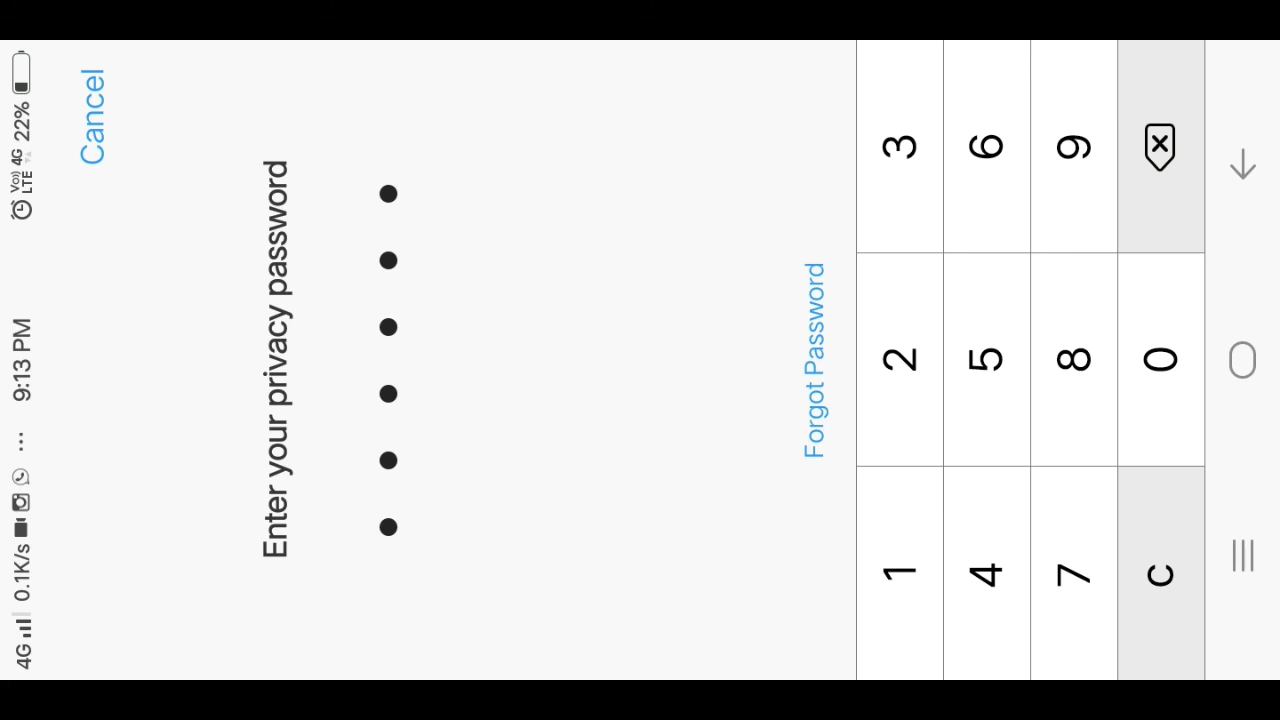 4G 0.1K/s ... 9:13 PM Vo)) LTE 4G 22%
Cancel
Enter your privacy password
Forgot Password
1 2 3
4 5 6
7 8 9
C 0